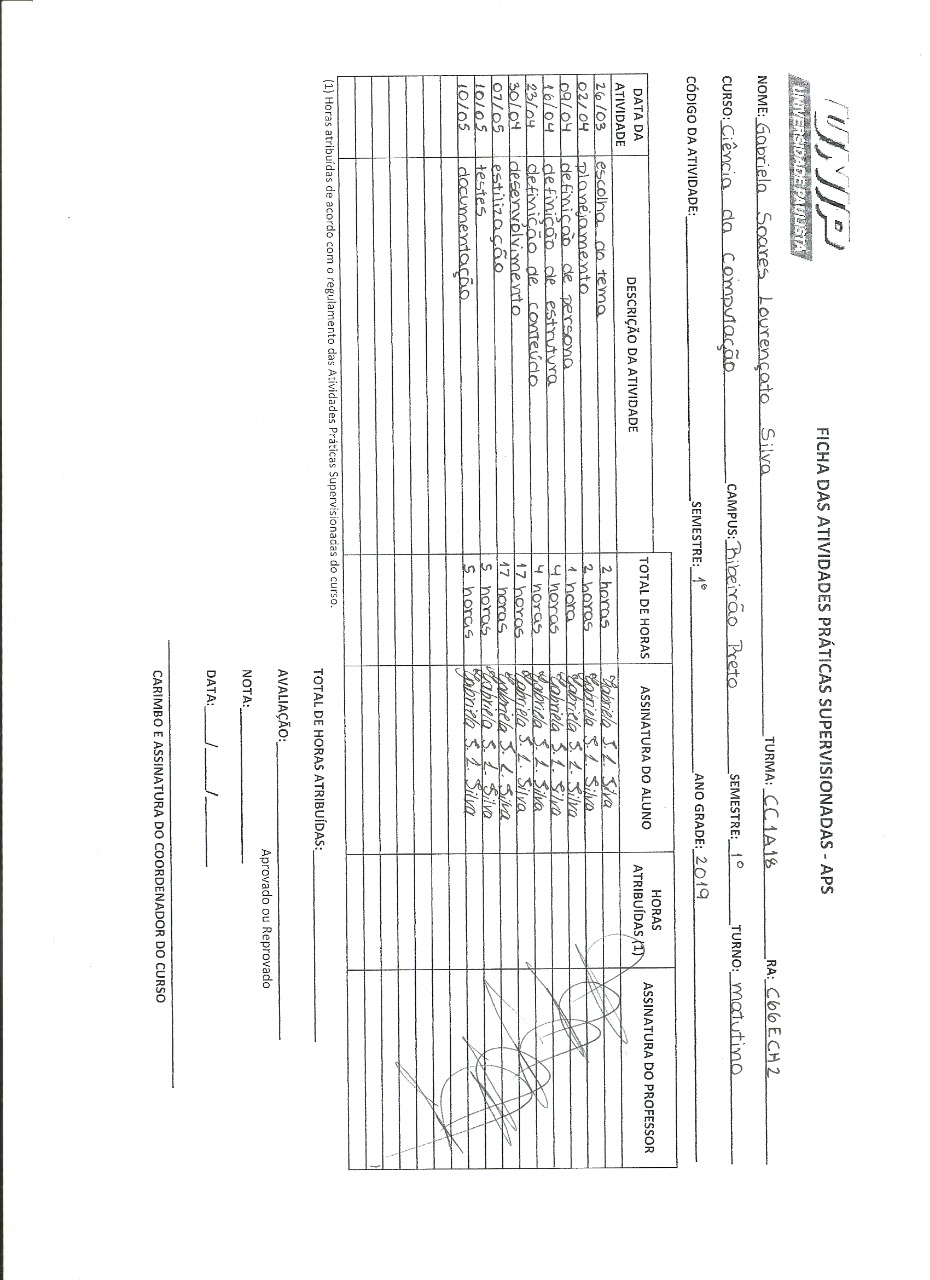 UNIP
UNIVERSIDADE PAULISTA
FICHA DAS ATIVIDADES PRÁTICAS SUPERVISIONADAS - APS
NOME: Gabriela Soares Lourençato Silva TURMA: CC1A18 RA: C66ECH2
CURSO: Ciência da computação CAMPUS: Ribeirão Preto SEMESTRE: 1° TURNO: matutino
CÓDIGO DA ATIVIDADE: SEMESTRE: 1° ANO GRADE: 2019
DATA DA ATIVIDADE DESCRIÇÃO DA ATIVIDADE TOTAL DE HORAS ASSINATURA DO ALUNO HORAS ATRIBUÍDAS (1) ASSINATURA DO PROFESSOR
26/03 escolha do tema 2 horas Gabriela S. L. Silva
02/04 planejamento 2 horas Gabriela S. L. Silva
09/04 definição de persona 1 hora Gabriela S. L. Silva
16/04 definição de estrutura 4 horas Gabriela S. L. Silva
23/04 definição de conteúdo 4 horas Gabriela S. L. Silva
30/04 desenvolvimento 17 horas Gabriela S. L. Silva
07/05 estilização 17 horas Gabriela S. L. Silva
10/05 testes 5 horas Gabriela S. L. Silva
10/05 documentação 5 horas Gabriela S. L. Silva
(1) Horas atribuídas de acordo com o regulamento das Atividades Práticas Supervisionadas do curso.
TOTAL DE HORAS ATRIBUÍDAS:
AVALIAÇÃO:
Aprovado ou Reprovado
NOTA:
DATA: / /
CARIMBO E ASSINATURA DO COORDENADOR DO CURSO